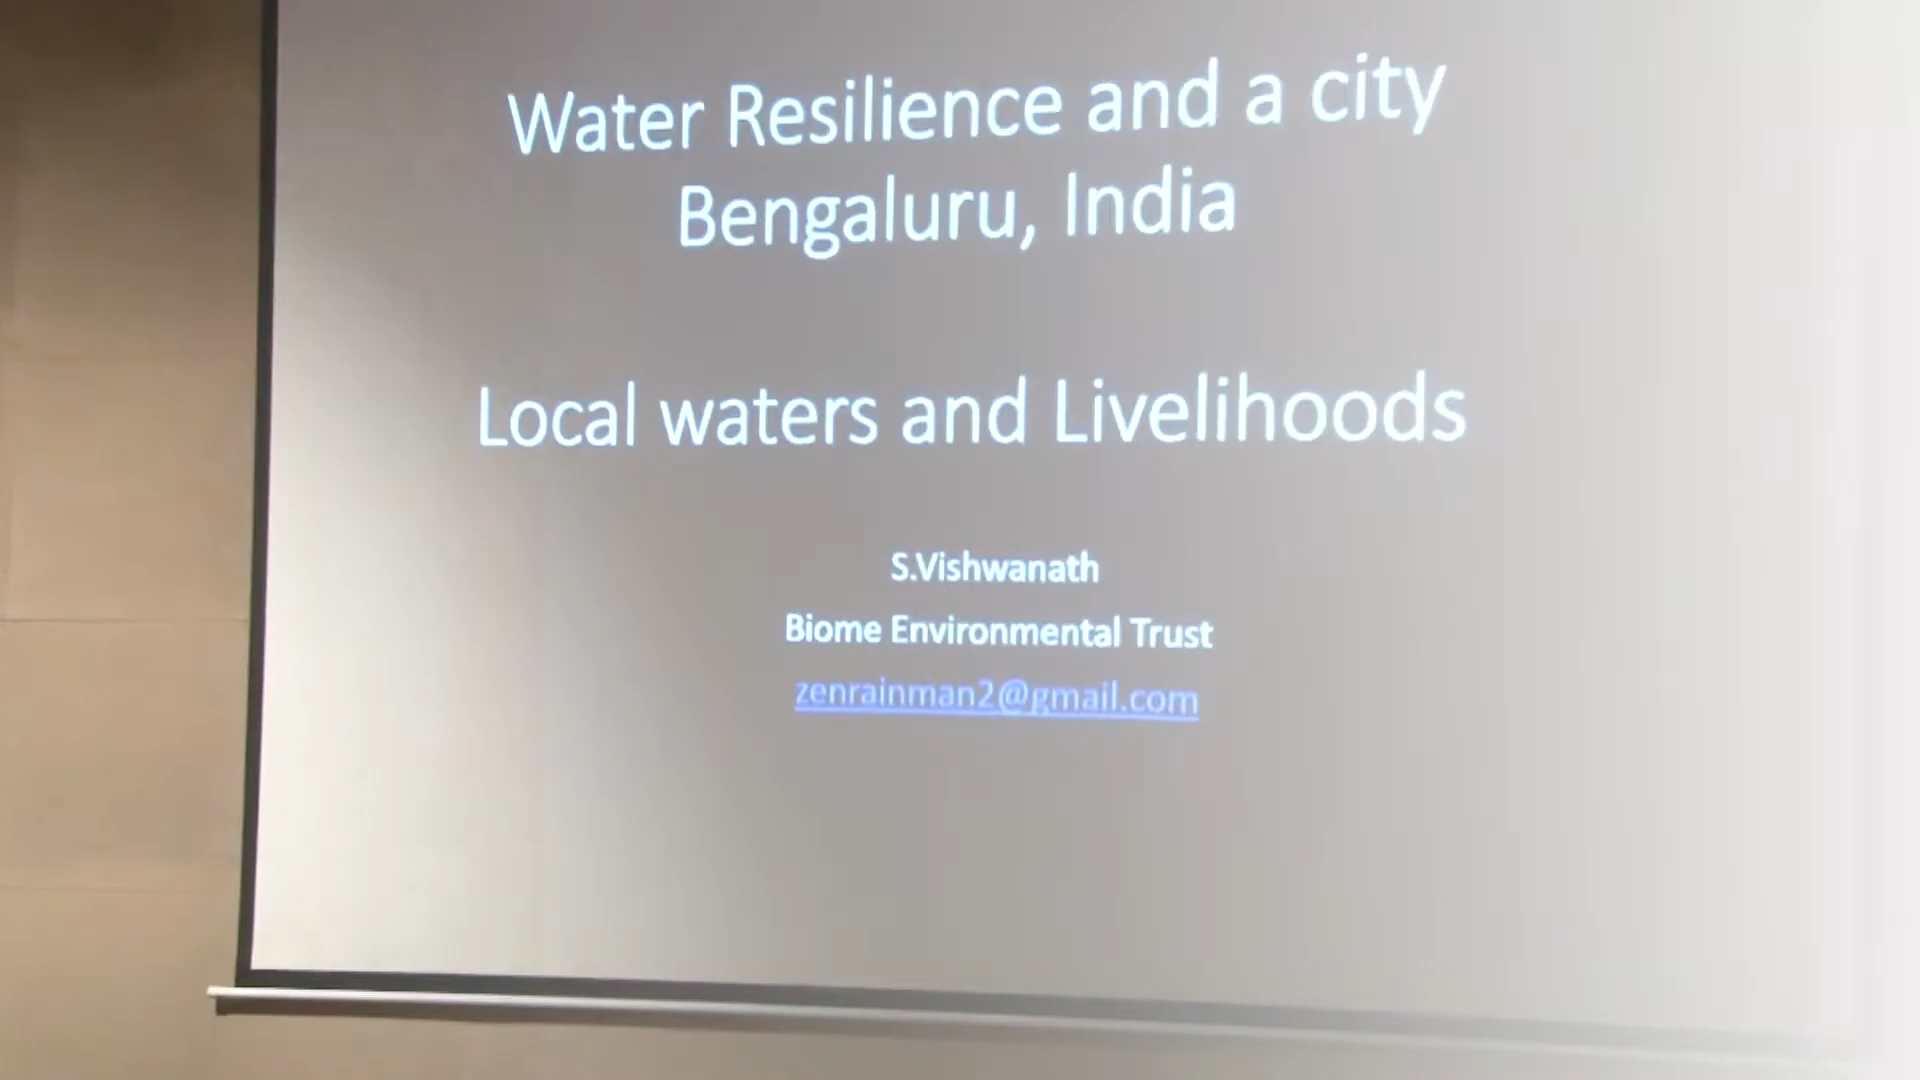 Water Resilience and a city
Bengaluru, India
Local waters and Livelihoods
S.Vishwanath
Biome Environmental Trust
zenrainman2@gmail.com